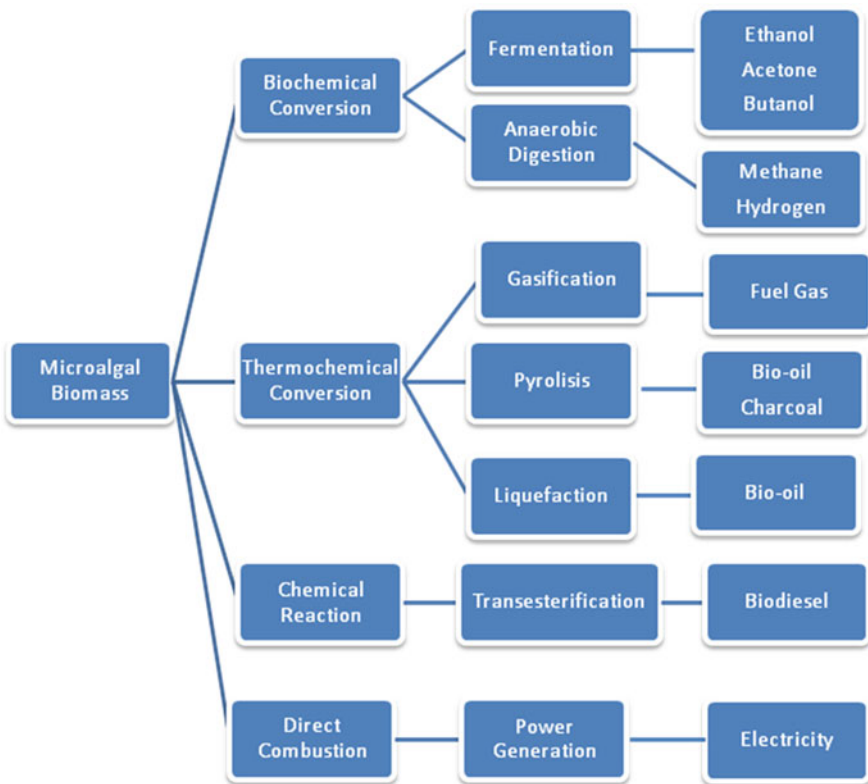 Microalgal
Biomass
Biochemical
Conversion
Fermentation
Ethanol
Acetone
Butanol
Anaerobic
Digestion
Methane
Hydrogen
Thermochemical
Conversion
Gasification
Fuel Gas
Pyrolisis
Bio-oil
Charcoal
Liquefaction
Bio-oil
Chemical
Reaction
Transesterification
Biodiesel
Direct
Combustion
Power
Generation
Electricity